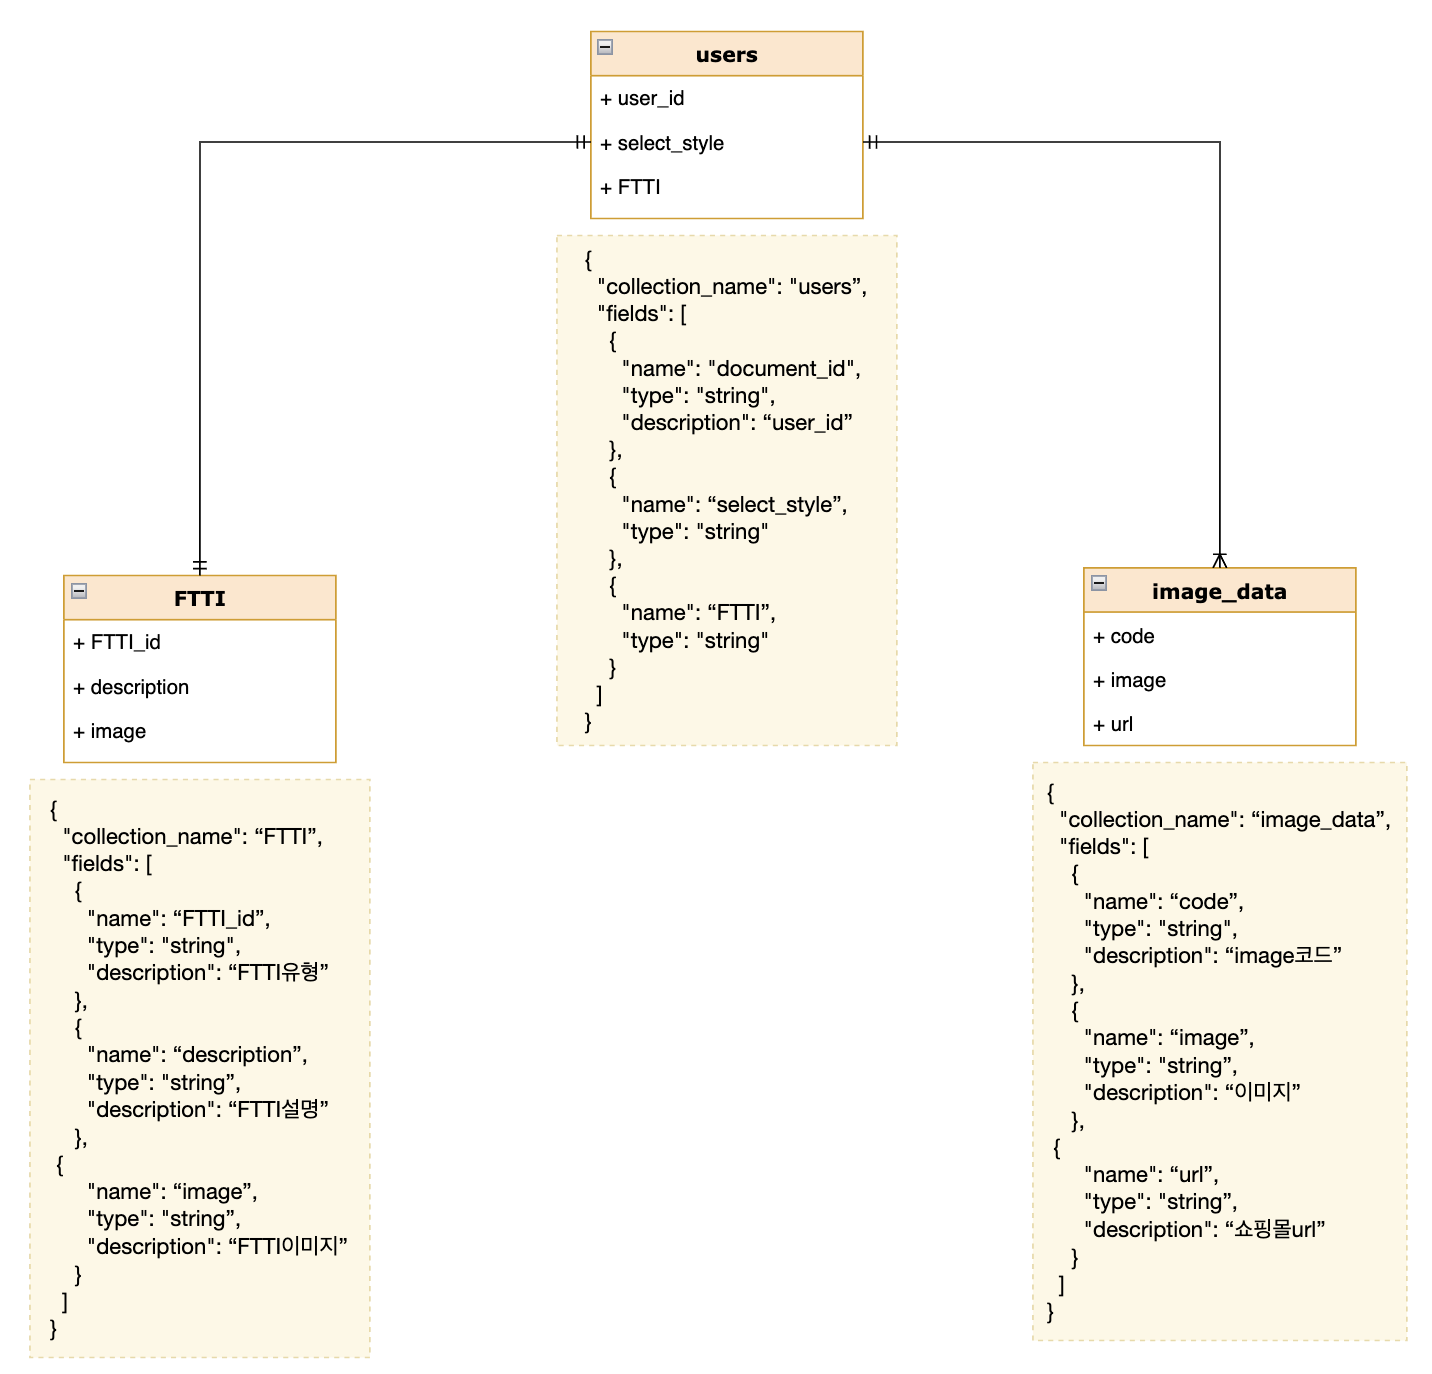 users
+ user_id
+ select_style
+ FTTI
{
"collection_name": "users”,
"fields": [
{
"name": "document_id",
"type": "string",
"description": “user_id”
},
{
"name": “select_style”,
"type": "string"
},
{
"name": “FTTI”,
"type": "string"
}
]
}
FTTI
+ FTTI_id
+ description
+ image
{
"collection_name": “FTTI”,
"fields": [
{
"name": “FTTI_id”,
"type": "string",
"description": “FTTI유형”
},
{
"name": “description”,
"type": "string”,
"description": “FTTI설명”
},
{
"name": “image”,
"type": "string”,
"description": “FTTI이미지”
}
]
}
image_data
+ code
+ image
+ url
{
"collection_name": “image_data”,
"fields": [
{
"name": “code”,
"type": "string”,
"description": “image코드”
},
{
"name": “image”,
"type": "string”,
"description": “이미지”
},
{
"name": “url”,
"type": "string”,
"description": “쇼핑몰url”
}
]
}